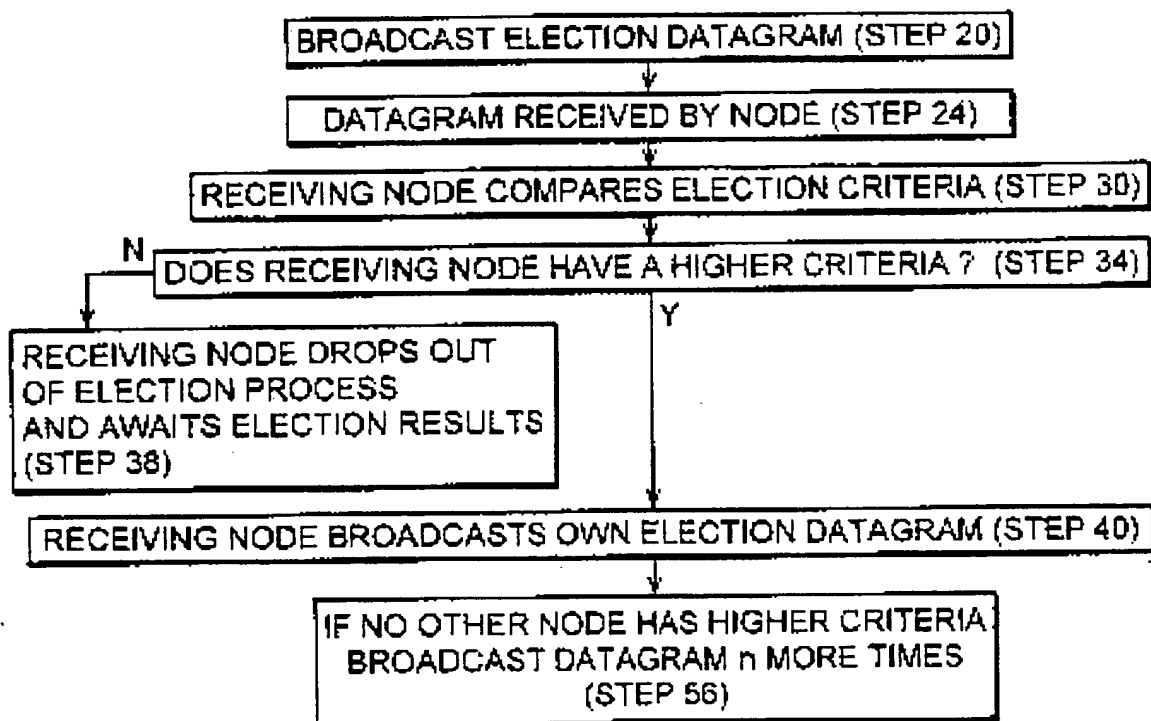 BROADCAST ELECTION DATAGRAM (STEP 20)
DATAGRAM RECEIVED BY NODE (STEP 24)
RECEIVING NODE COMPARES ELECTION CRITERIA (STEP 30)
N
DOES RECEIVING NODE HAVE A HIGHER CRITERIA ? (STEP 34)
Y
RECEIVING NODE DROPS OUT
OF ELECTION PROCESS
AND AWAITS ELECTION RESULTS
(STEP 38)
RECEIVING NODE BROADCASTS OWN ELECTION DATAGRAM (STEP 40)
IF NO OTHER NODE HAS HIGHER CRITERIA
BROADCAST DATAGRAM n MORE TIMES
(STEP 56)